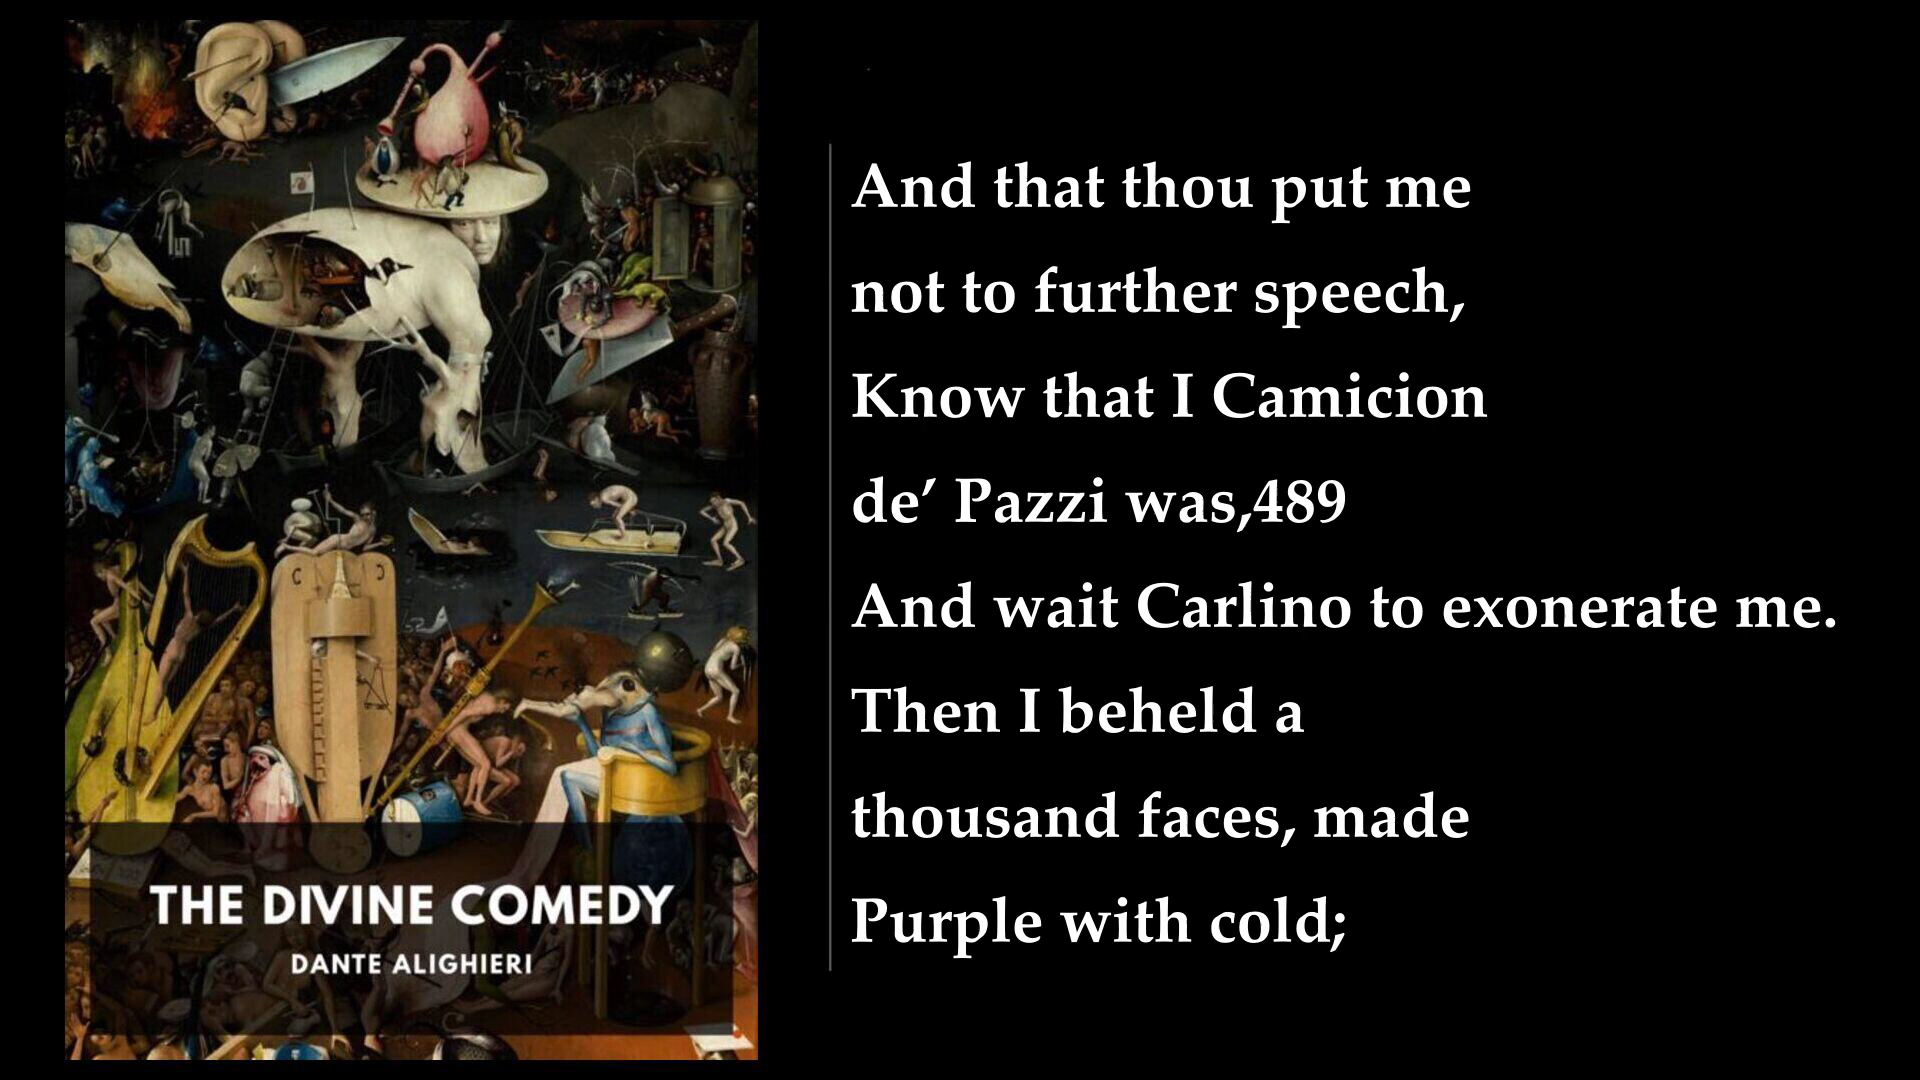 And that thou put me
not to further speech,
Know that I Camicion
de’ Pazzi was,489
And wait Carlino to exonerate me.
Then I beheld a
thousand faces, made
Purple with cold;
THE DIVINE COMEDY
DANTE ALIGHIERI